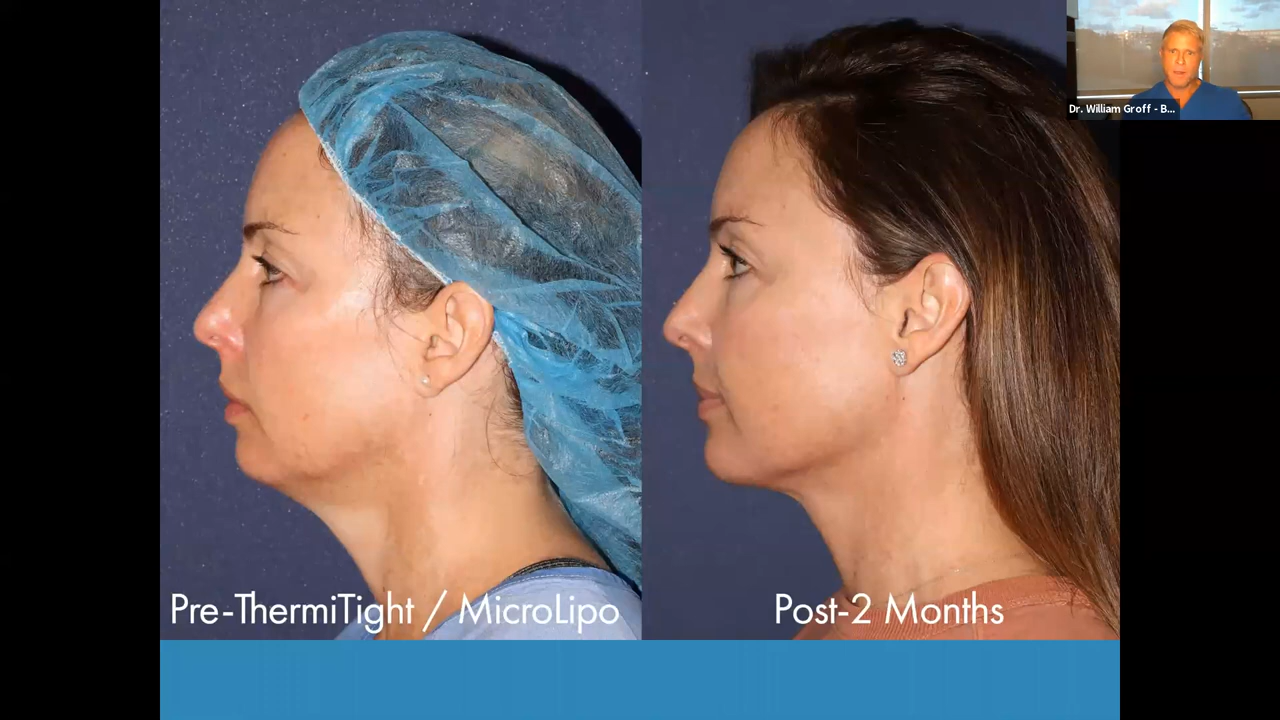 Dr. William Groff - B...
Pre-ThermiTight / MicroLipo
Post-2 Months